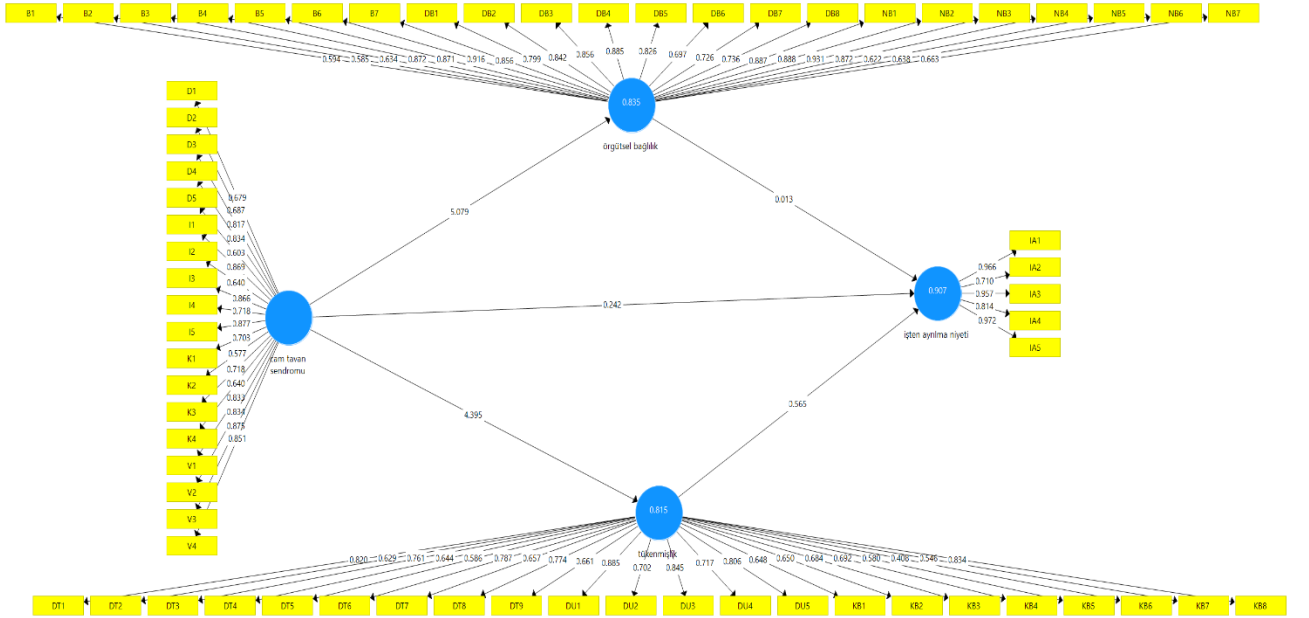 B1 B2 B3 B4 B5 B6 B7 DB1 DB2 DB3 DB4 DB5 DB6 DB7 DB8 NB1 NB2 NB3 NB4 NB5 NB6 NB7
0.594 0.585 0.634 0.872 0.871 0.916 0.856 0.799 0.842 0.856 0.885 0.826 0.697 0.726 0.736 0.887 0.888 0.931 0.872 0.622 0.638 0.663
0.835
örgütsel bağlılık
D1
D2
D3
D4
D5
I1
I2
I3
I4
I5
K1
K2
K3
K4
V1
V2
V3
V4
0.679
0.687
0.817
0.834
0.603
0.869
0.640
0.866
0.718
0.877
0.703
0.577
0.718
0.640
0.833
0.834
0.875
0.851
cam tavan
sendromu
5.079
0.013
0.242
4.395
0.565
0.907
işten ayrılma niyeti
0.966
0.710
0.957
0.814
0.972
IA1
IA2
IA3
IA4
IA5
0.815
tükenmişlik
0.820 0.629 0.761 0.644 0.586 0.787 0.657 0.774 0.661 0.885 0.702 0.845 0.717 0.806 0.648 0.650 0.684 0.692 0.580 0.408 0.546 0.834
DT1 DT2 DT3 DT4 DT5 DT6 DT7 DT8 DT9 DU1 DU2 DU3 DU4 DU5 KB1 KB2 KB3 KB4 KB5 KB6 KB7 KB8